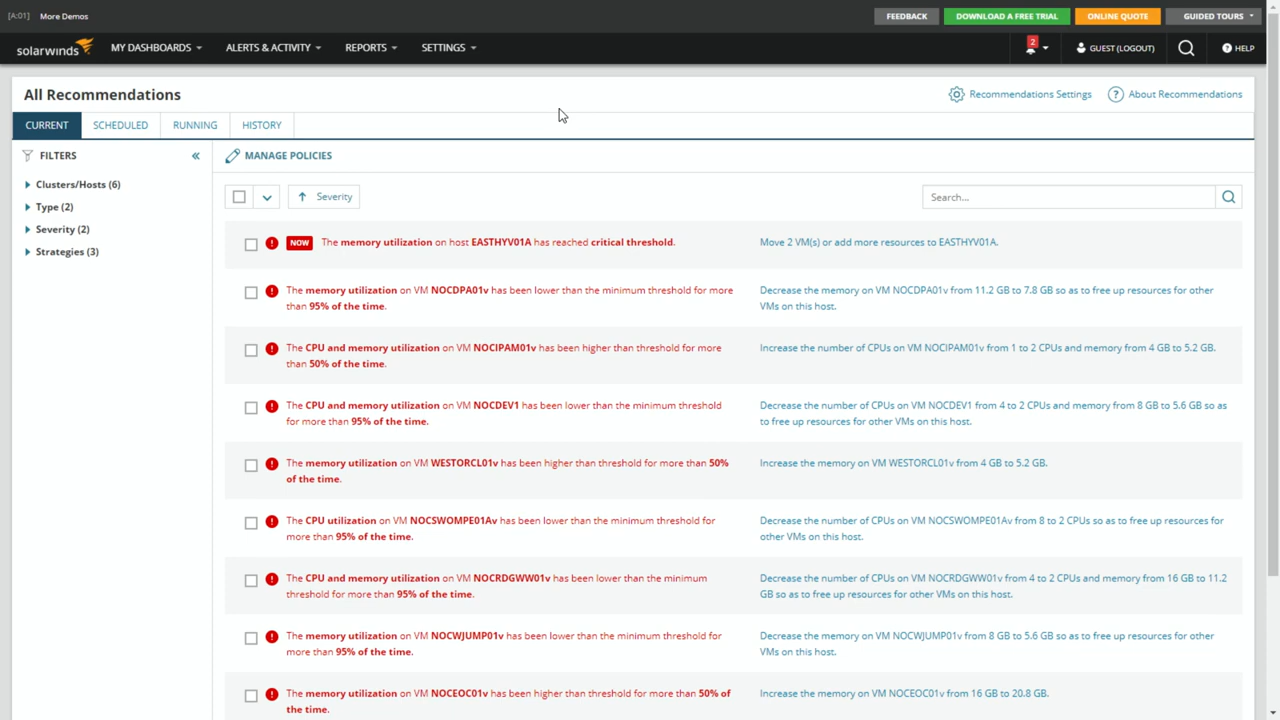 [A:01] More Demos FEEDBACK DOWNLOAD A FREE TRIAL ONLINE QUOTE GUIDED TOURS
solarwinds MY DASHBOARDS ALERTS & ACTIVITY REPORTS SETTINGS 2 GUEST (LOGOUT) HELP
All Recommendations Recommendations Settings ? About Recommendations
CURRENT SCHEDULED RUNNING HISTORY
FILTERS « MANAGE POLICIES
Clusters/Hosts (6)
Type (2)
Severity (2)
Strategies (3)
Severity Search...
NOW The memory utilization on host EASTHYV01A has reached critical threshold. Move 2 VM(s) or add more resources to EASTHYV01A.
The memory utilization on VM NOCDPA01v has been lower than the minimum threshold for more
than 95% of the time.
Decrease the memory on VM NOCDPA01v from 11.2 GB to 7.8 GB so as to free up resources for other
VMs on this host.
The CPU and memory utilization on VM NOCIPAM01v has been higher than threshold for more
than 50% of the time.
Increase the number of CPUs on VM NOCIPAM01v from 1 to 2 CPUs and memory from 4 GB to 5.2 GB.
The CPU and memory utilization on VM NOCDEV1 has been lower than the minimum threshold
for more than 95% of the time.
Decrease the number of CPUs on VM NOCDEV1 from 4 to 2 CPUs and memory from 8 GB to 5.6 GB so as
to free up resources for other VMs on this host.
The memory utilization on VM WESTORCL01v has been higher than threshold for more than 50%
of the time.
Increase the memory on VM WESTORCL01v from 4 GB to 5.2 GB.
The CPU utilization on VM NOCSWOMPE01Av has been lower than the minimum threshold for
more than 95% of the time.
Decrease the number of CPUs on VM NOCSWOMPE01Av from 8 to 2 CPUs so as to free up resources for
other VMs on this host.
The CPU and memory utilization on VM NOCRDGWW01v has been lower than the minimum
threshold for more than 95% of the time.
Decrease the number of CPUs on VM NOCRDGWW01v from 4 to 2 CPUs and memory from 16 GB to 11.2
GB so as to free up resources for other VMs on this host.
The memory utilization on VM NOCWJUMP01v has been lower than the minimum threshold for
more than 95% of the time.
Decrease the memory on VM NOCWJUMP01v from 8 GB to 5.6 GB so as to free up resources for other
VMs on this host.
The memory utilization on VM NOCEOC01v has been higher than threshold for more than 50% of
the time.
Increase the memory on VM NOCEOC01v from 16 GB to 20.8 GB.